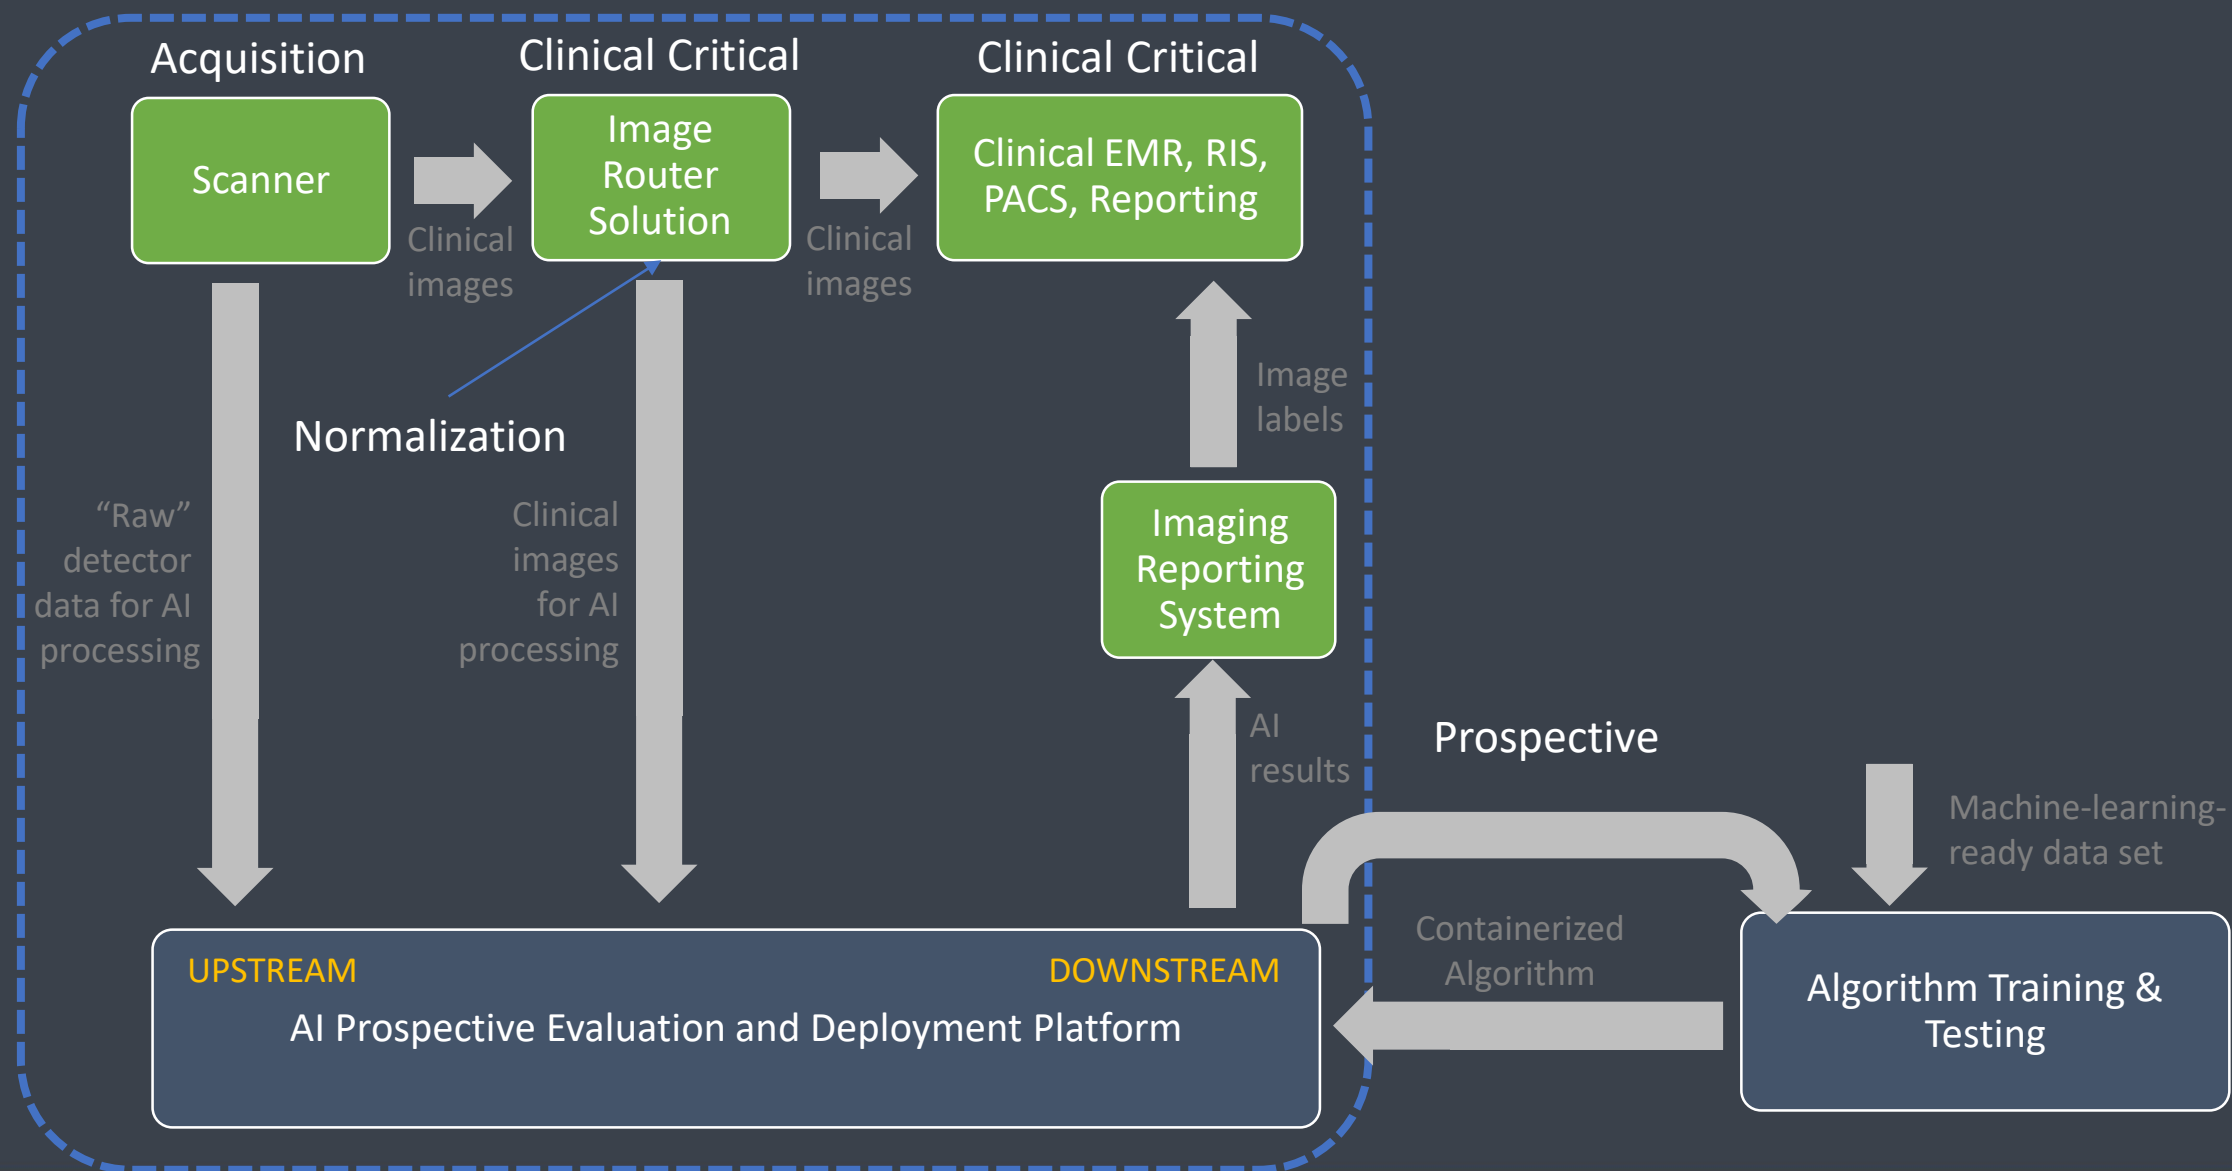 Acquisition
Clinical Critical
Clinical Critical
Scanner
Clinical
images
Image
Router
Solution
Clinical
images
Clinical EMR, RIS,
PACS, Reporting
Normalization
“Raw”
detector
data for AI
processing
Clinical
images
for AI
processing
Image
labels
Imaging
Reporting
System
AI
results
Prospective
Machine-learning-
ready data set
Containerized
Algorithm
UPSTREAM
DOWNSTREAM
AI Prospective Evaluation and Deployment Platform
Algorithm Training &
Testing